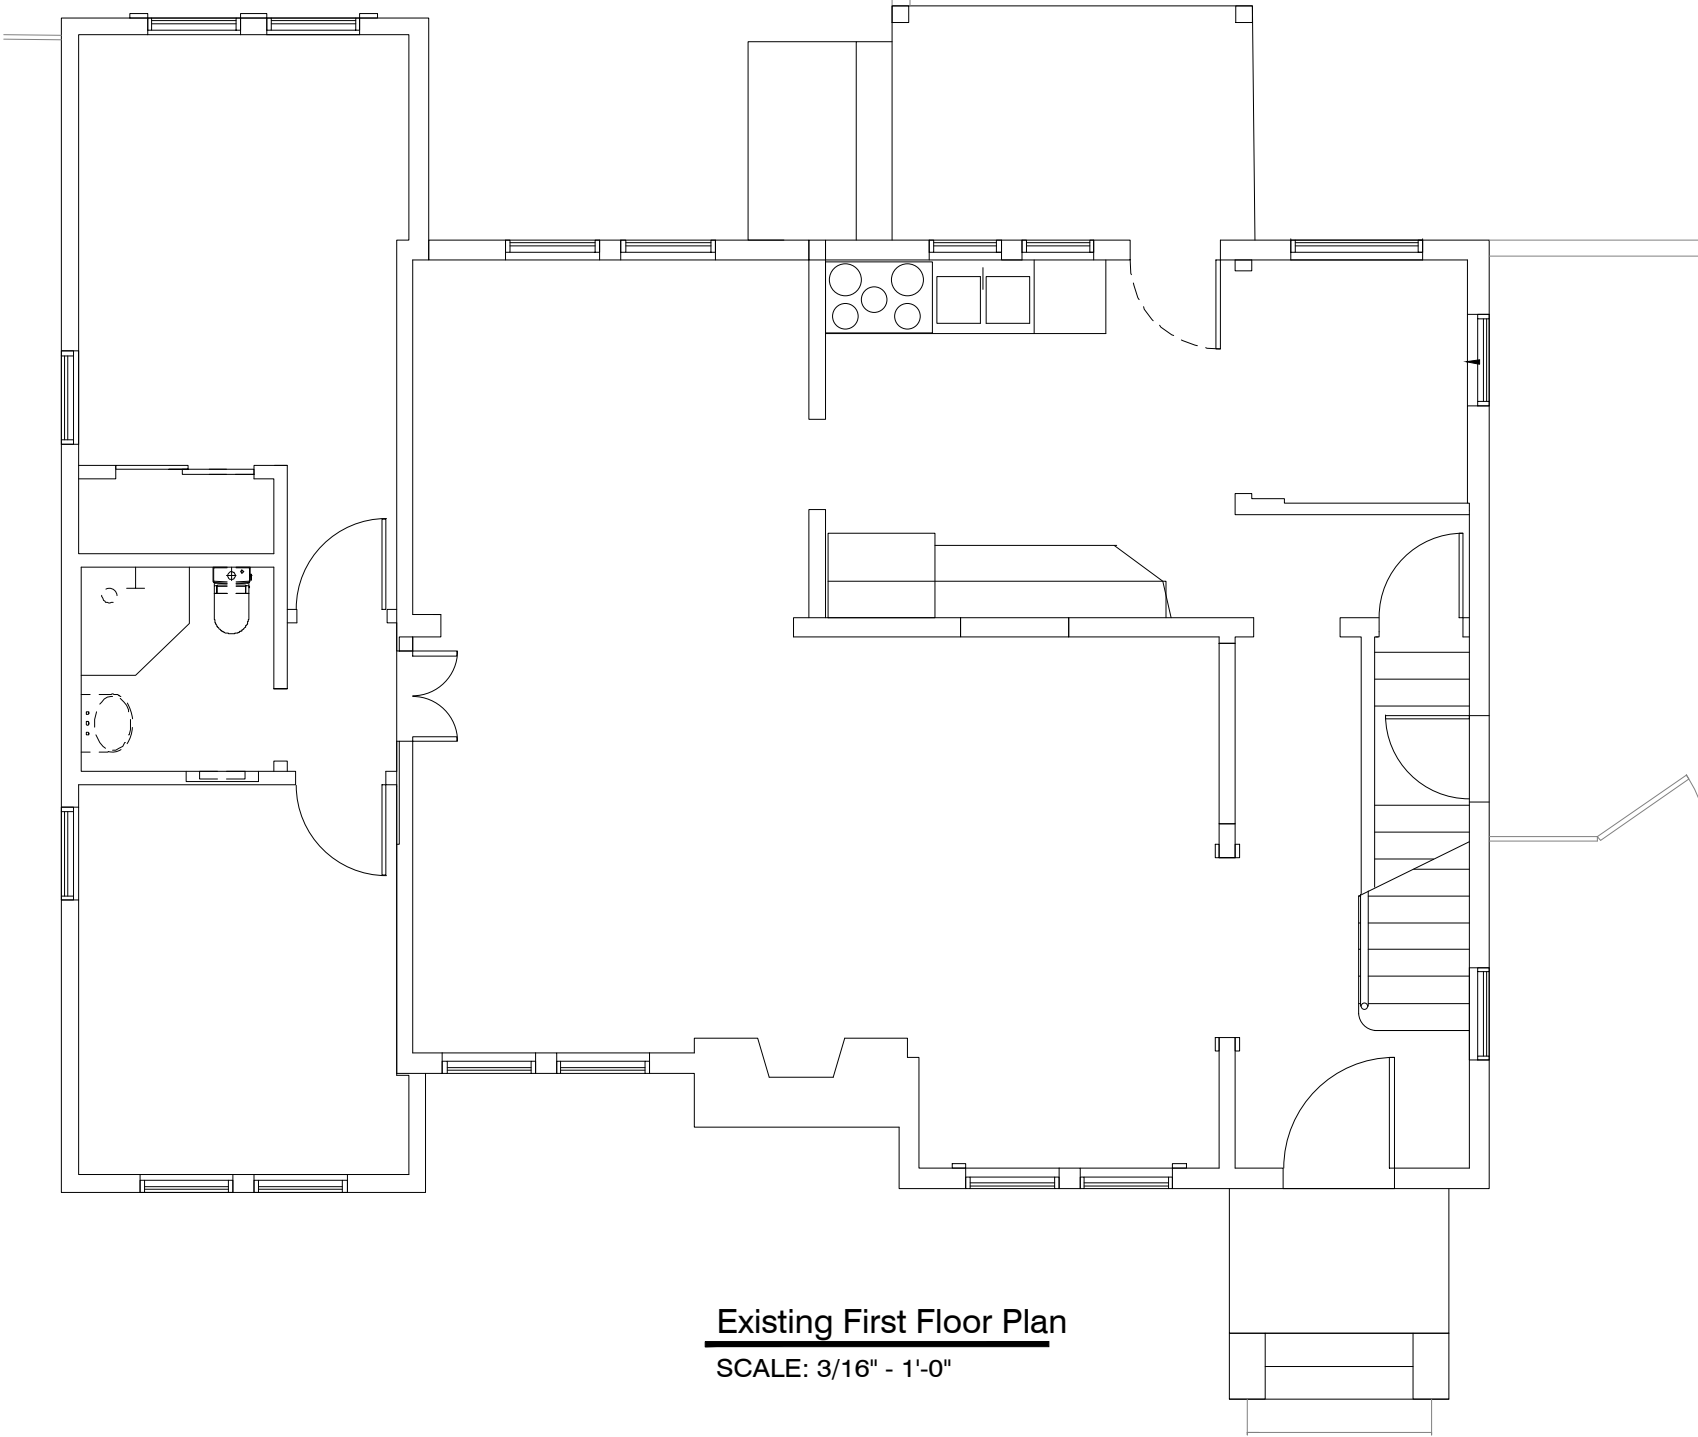 Existing First Floor Plan
SCALE: 3/16" - 1'-0"